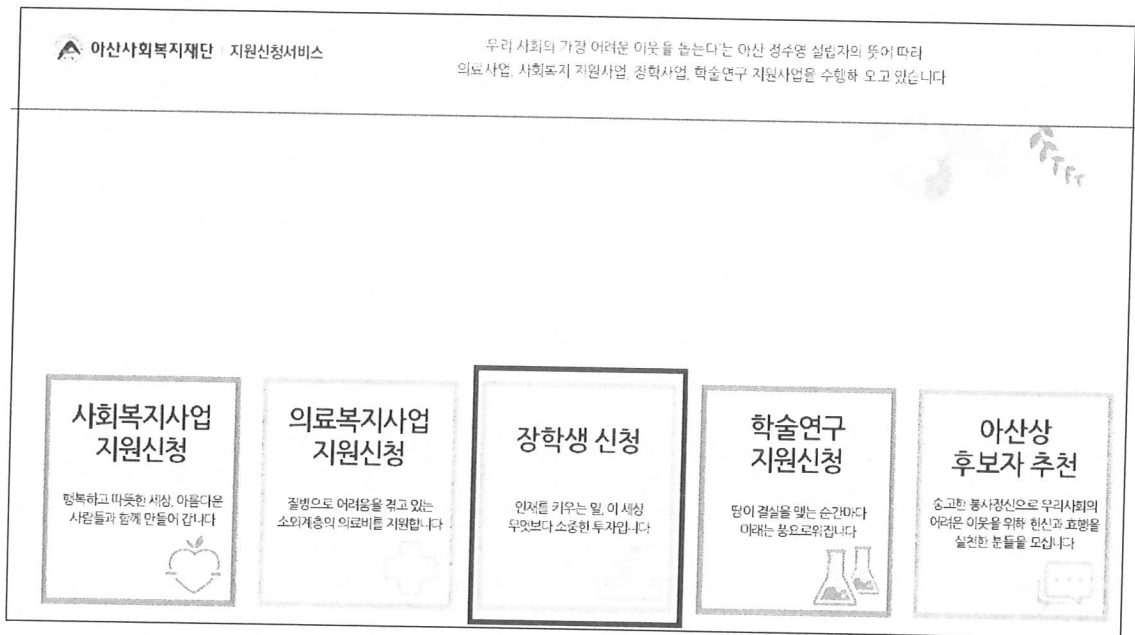 아산사회복지재단 | 지원신청서비스
'우리 사회의 가장 어려운 이웃을 돕는다'는 아산 정주영 설립자의 뜻에 따라
의료사업, 사회복지 지원사업, 장학사업, 학술연구 지원사업을 수행해 오고 있습니다
사회복지사업
지원신청
행복하고 따뜻한 세상, 아름다운
사람들과 함께 만들어 갑니다
의료복지사업
지원신청
질병으로 어려움을 겪고 있는
소외계층의 의료비를 지원합니다
장학생 신청
인재를 키우는 일, 이 세상
무엇보다 소중한 투자입니다
학술연구
지원신청
땀이 결실을 맺는 순간마다
미래는 풍요로워집니다
아산상
후보자 추천
숭고한 봉사정신으로 우리사회의
어려운 이웃을 위해 헌신과 효행을
실천한 분들을 모십니다